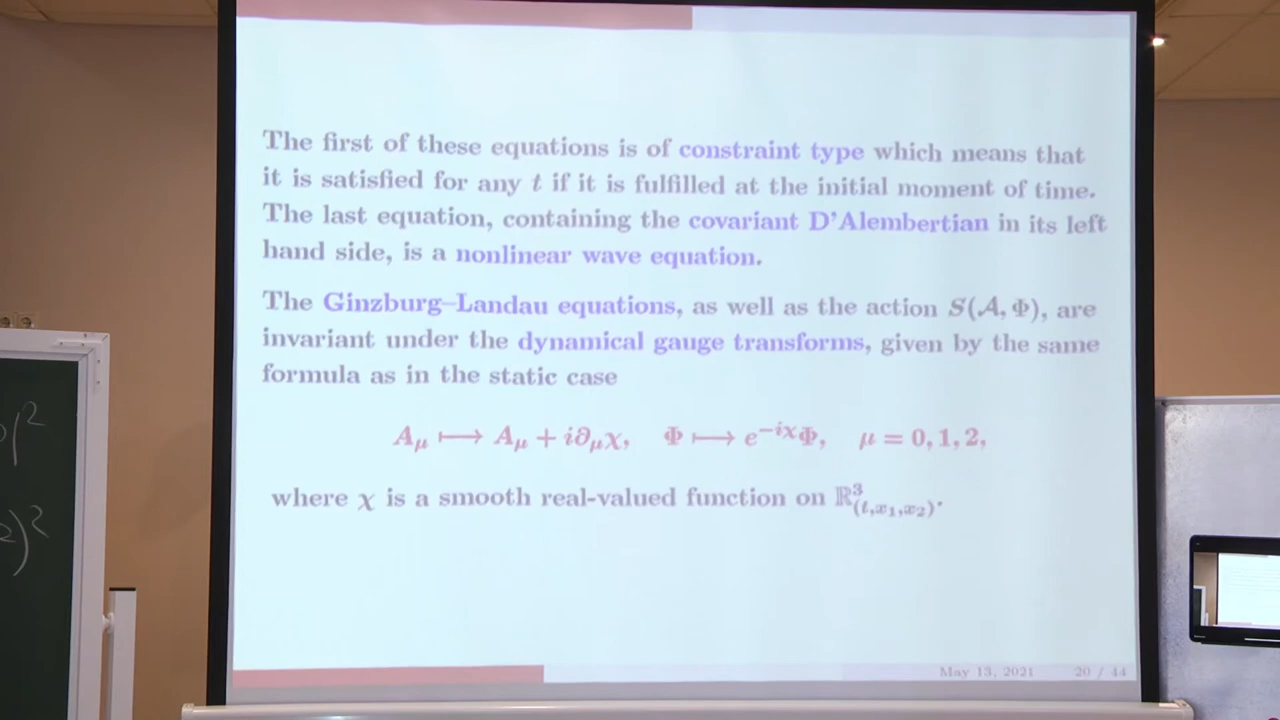 The first of these equations is of constraint type which means that
it is satisfied for any t if it is fulfilled at the initial moment of time.
The last equation, containing the covariant D'Alembertian in its left
hand side, is a nonlinear wave equation.
The Ginzburg–Landau equations, as well as the action S(𝒜, Φ), are
invariant under the dynamical gauge transforms, given by the same
formula as in the static case
A_μ ⟼ A_μ + i∂_μχ, Φ ⟼ e^{−iχ}Φ, μ = 0, 1, 2,
where χ is a smooth real-valued function on ℝ³_{(t,x₁,x₂)}.
May 13, 2021 20 / 44